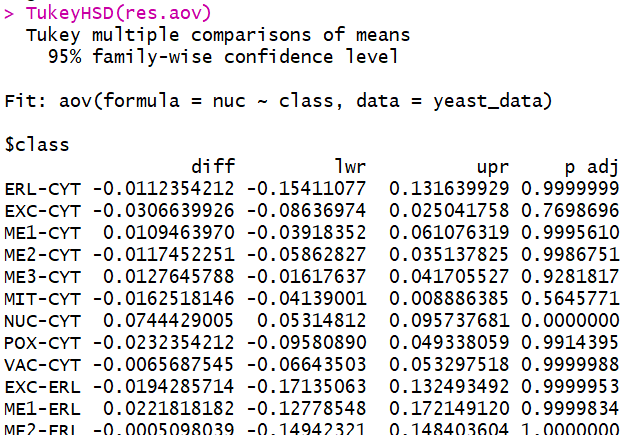 > TukeyHSD(res.aov)
  Tukey multiple comparisons of means
    95% family-wise confidence level

Fit: aov(formula = nuc ~ class, data = yeast_data)

$class
                 diff         lwr         upr     p adj
ERL-CYT -0.0112354212 -0.15411077 0.131639929 0.9999999
EXC-CYT -0.0306639926 -0.08636974 0.025041758 0.7698696
ME1-CYT  0.0109463970 -0.03918352 0.061076319 0.9995610
ME2-CYT -0.0117452251 -0.05862827 0.035137825 0.9986751
ME3-CYT  0.0127645788 -0.01617637 0.041705527 0.9281817
MIT-CYT -0.0162518146 -0.04139001 0.008886385 0.5645771
NUC-CYT  0.0744429005  0.05314812 0.095737681 0.0000000
POX-CYT -0.0232354212 -0.09580890 0.049338059 0.9914395
VAC-CYT -0.0065687545 -0.06643503 0.053297518 0.9999988
EXC-ERL -0.0194285714 -0.17135063 0.132493492 0.9999953
ME1-ERL  0.0221818182 -0.12778548 0.172149120 0.9999834
ME2-ERL -0.0005098039 -0.14942321 0.148403604 1.0000000